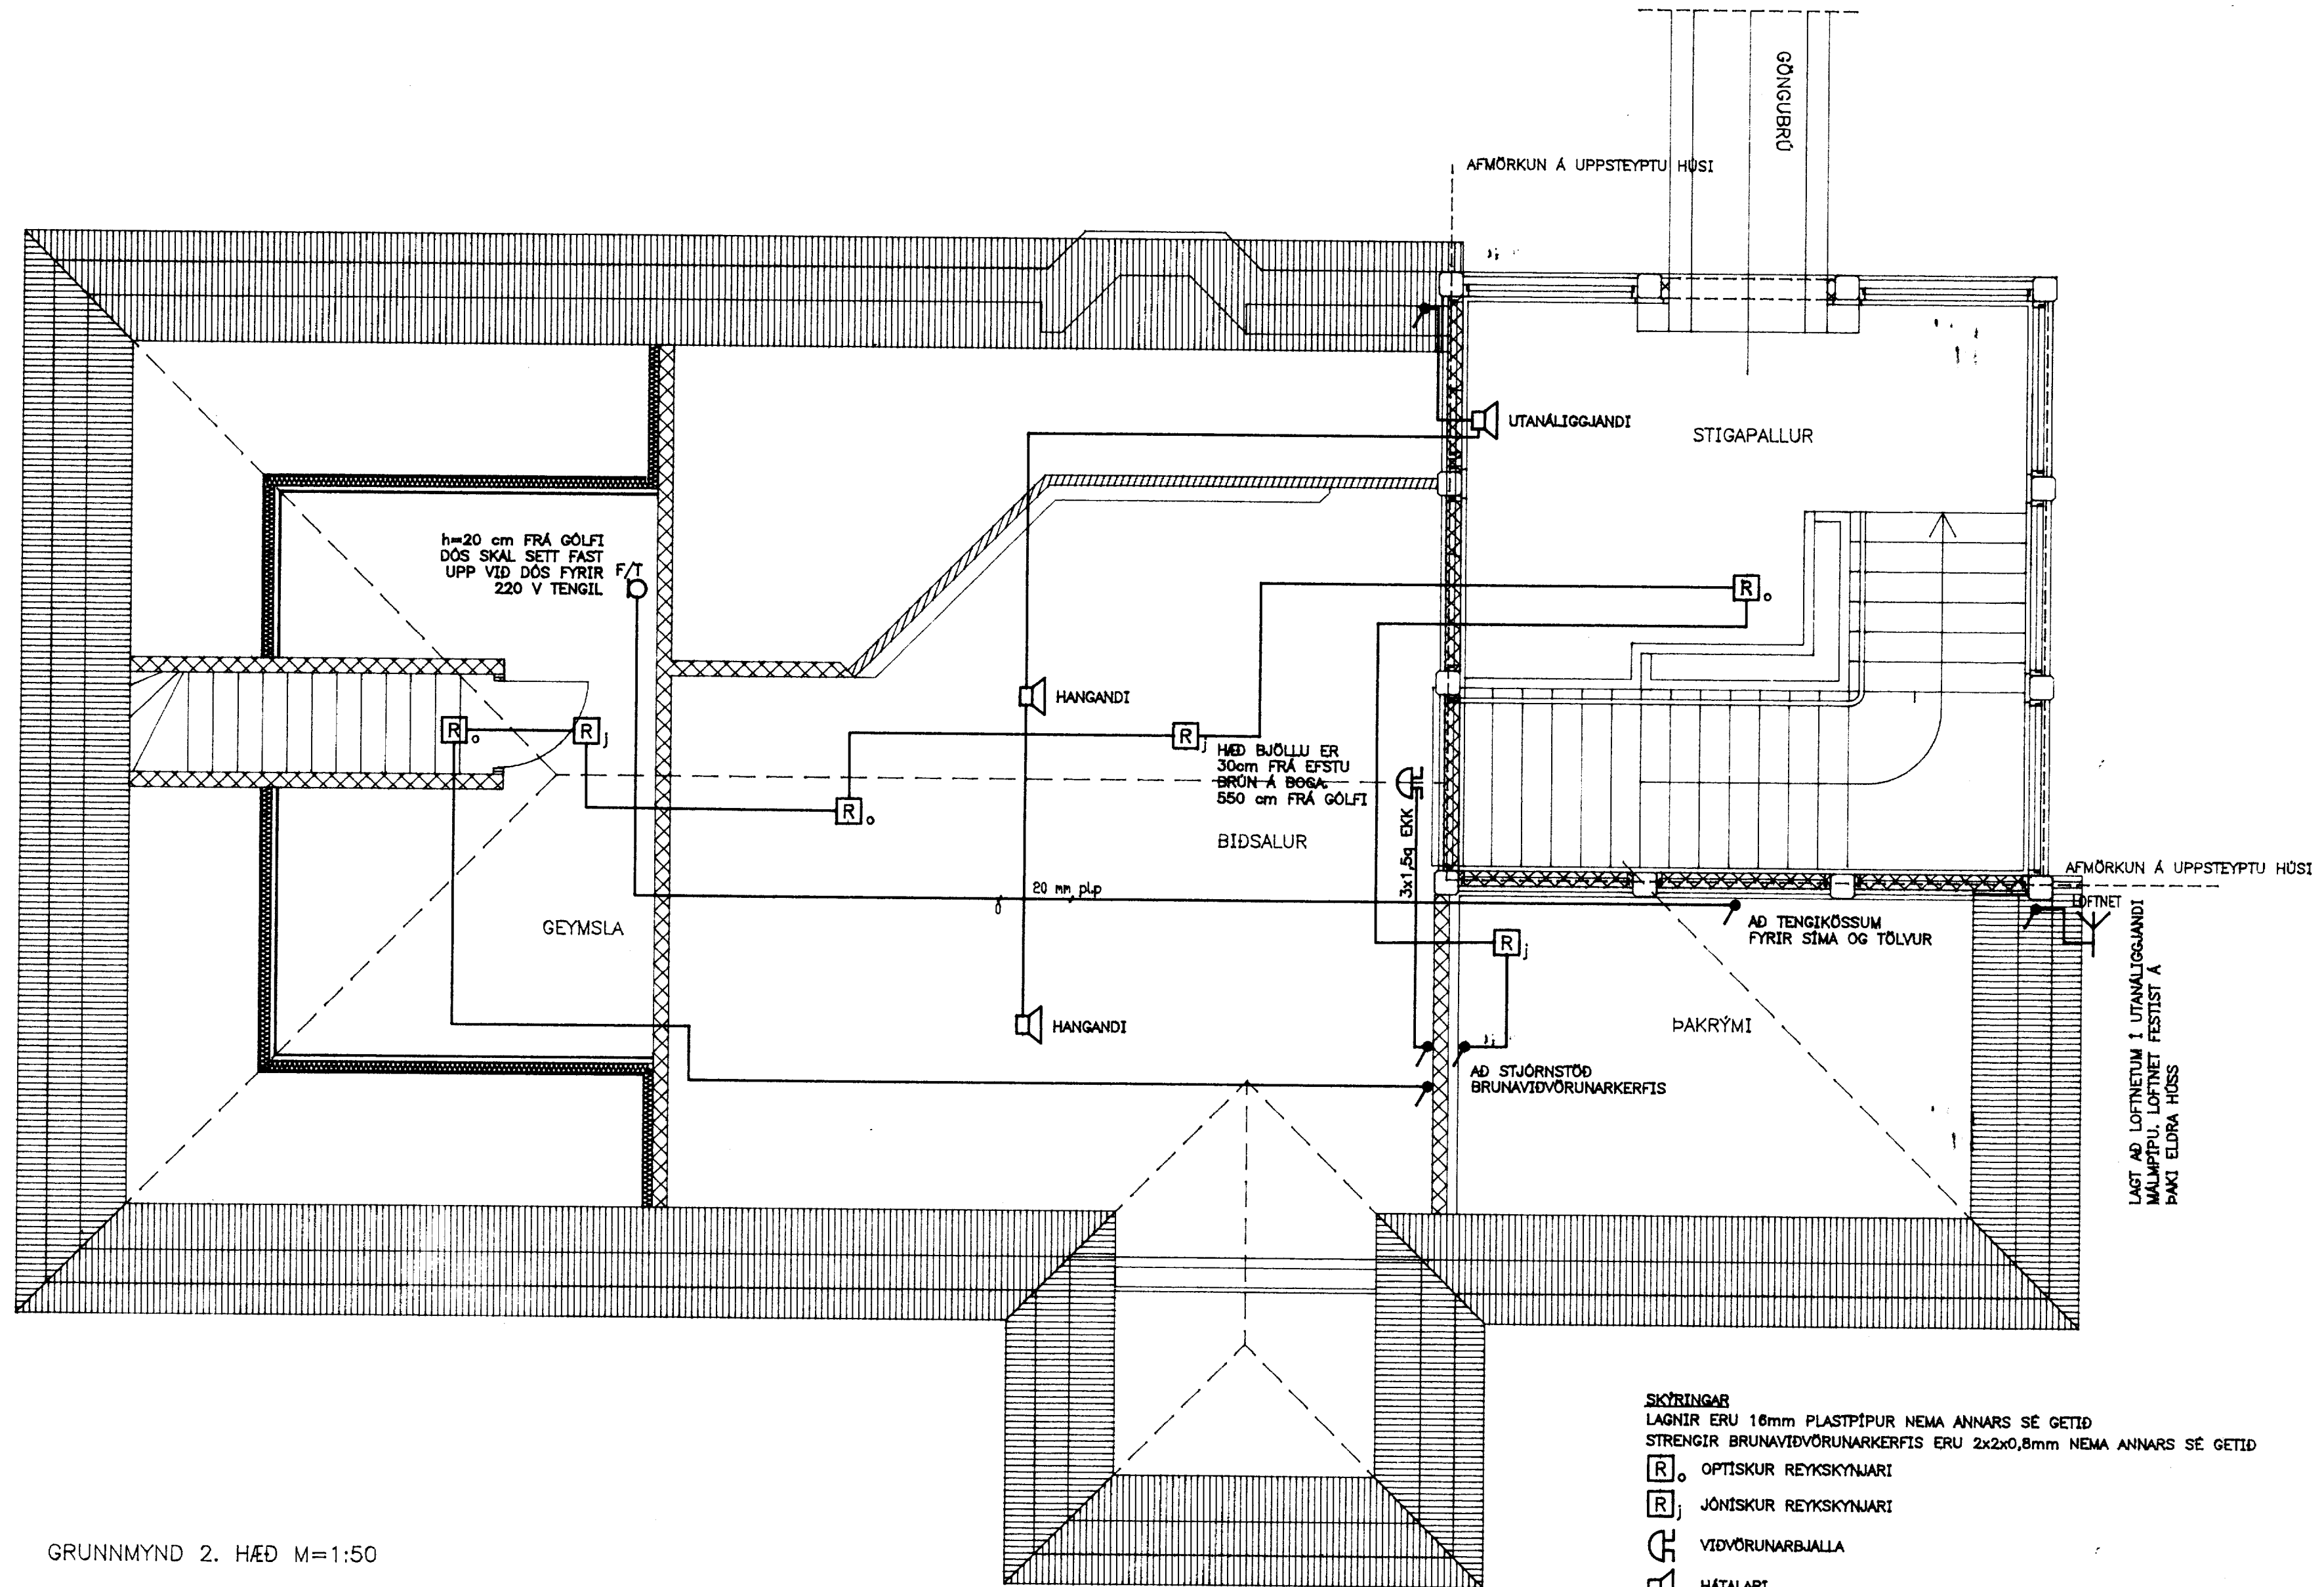 GÖNGUBRÚ
AFMÖRKUN Á UPPSTEYPTU HÚSI
UTANÁLIGGJANDI
STIGAPALLUR
h=20 cm FRÁ GÓLFI
DÓS SKAL SETT FAST
UPP VIÐ DÓS FYRIR
220 V TENGIL
F/T
R o
HANGANDI
R o
R j
R j
HÆÐ BJÖLLU ER
30cm FRÁ EFSTU
BRÚN Á BOGA.
550 cm FRÁ GÓLFI
R o
BIÐSALUR
3x1,5q EKK
AFMÖRKUN Á UPPSTEYPTU HÚSI
20 mm plp
LOFTNET
GEYMSLA
AÐ TENGIKÖSSUM
FYRIR SÍMA OG TÖLVUR
R j
HANGANDI
ÞAKRÝMI
AÐ STJÓRNSTÖÐ
BRUNAVIÐVÖRUNARKERFIS
LAGT AÐ LOFTNETUM Í UTANÁLIGGJANDI
MÁLMPÍPU. LOFTNET FESTIST Á
ÞAKI ELDRA HÚSS
SKÝRINGAR
LAGNIR ERU 16mm PLASTPÍPUR NEMA ANNARS SÉ GETIÐ
STRENGIR BRUNAVIÐVÖRUNARKERFIS ERU 2x2x0,8mm NEMA ANNARS SÉ GETIÐ
R o OPTÍSKUR REYKSKYNJARI
R j JÓNÍSKUR REYKSKYNJARI
VIÐVÖRUNARBJALLA
HÁTALARI
GRUNNMYND 2. HÆÐ M=1:50